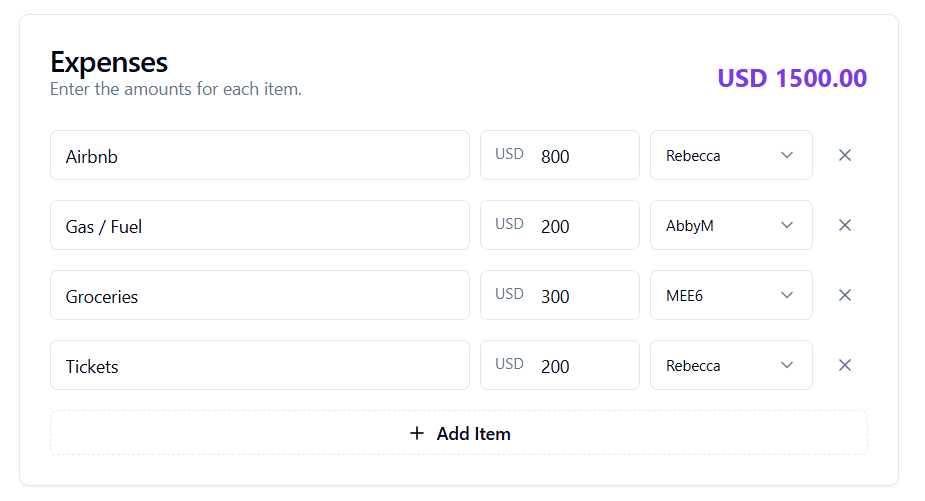 Expenses
Enter the amounts for each item.
USD 1500.00
Airbnb USD 800 Rebecca
Gas / Fuel USD 200 AbbyM
Groceries USD 300 MEE6
Tickets USD 200 Rebecca
Add Item